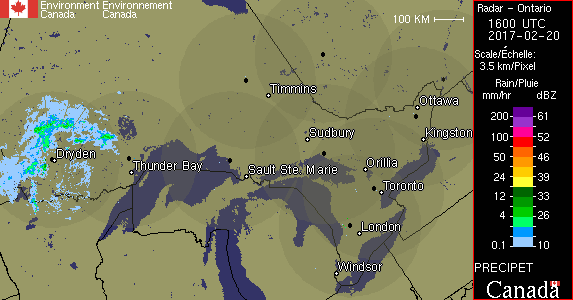 Environment Environnement
Canada Canada
100 KM
Timmins
Ottawa
Sudbury
Kingston
Dryden
Thunder Bay
Sault Ste. Marie
Orillia
Toronto
London
Windsor
Radar - Ontario
1600 UTC
2017-02-20
Scale/Échelle:
3.5 km/Pixel
Rain/Pluie
mm/hr dBZ
200 61
100 52
50 46
24 39
12 33
4 26
0.1 10
PRECIPET
Canada